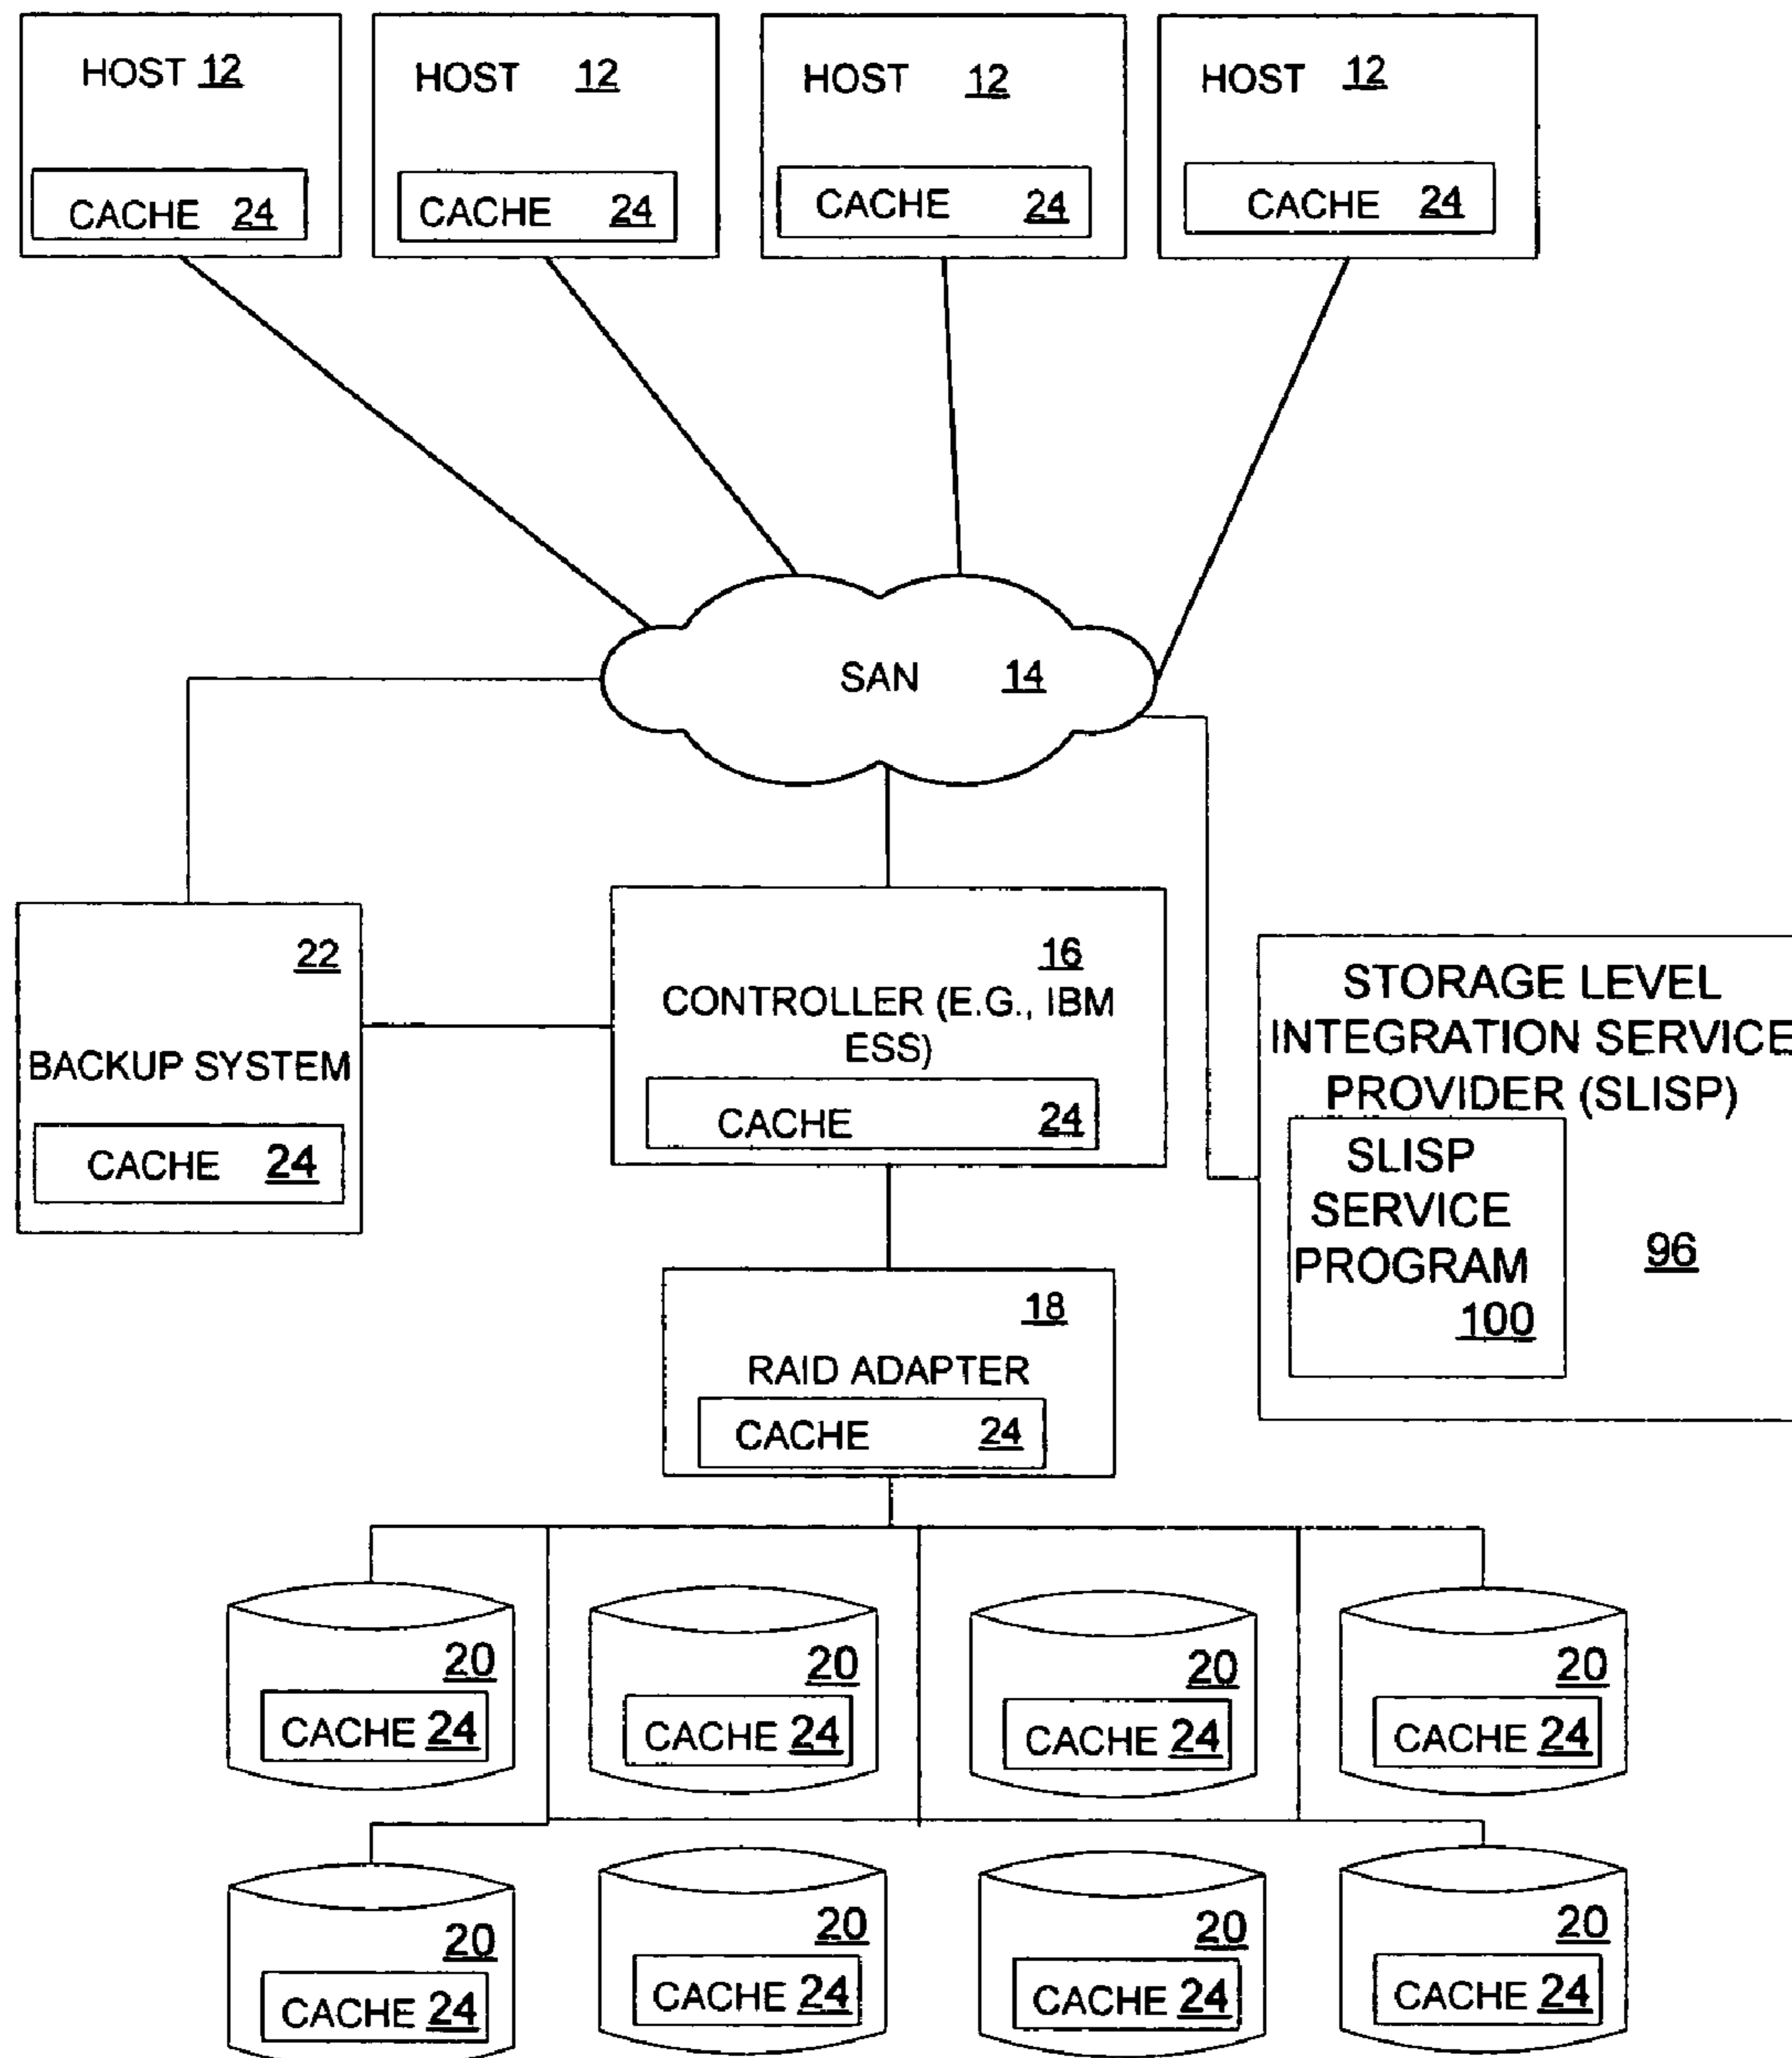 HOST 12
HOST 12
HOST 12
HOST 12
CACHE 24
CACHE 24
CACHE 24
CACHE 24
SAN 14
22
BACKUP SYSTEM
CACHE 24
16
CONTROLLER (E.G., IBM
ESS)
CACHE 24
STORAGE LEVEL
INTEGRATION SERVICE
PROVIDER (SLISP)
SLISP
SERVICE
PROGRAM
100
96
18
RAID ADAPTER
CACHE 24
20
CACHE 24
20
CACHE 24
20
CACHE 24
20
CACHE 24
20
CACHE 24
20
CACHE 24
20
CACHE 24
20
CACHE 24